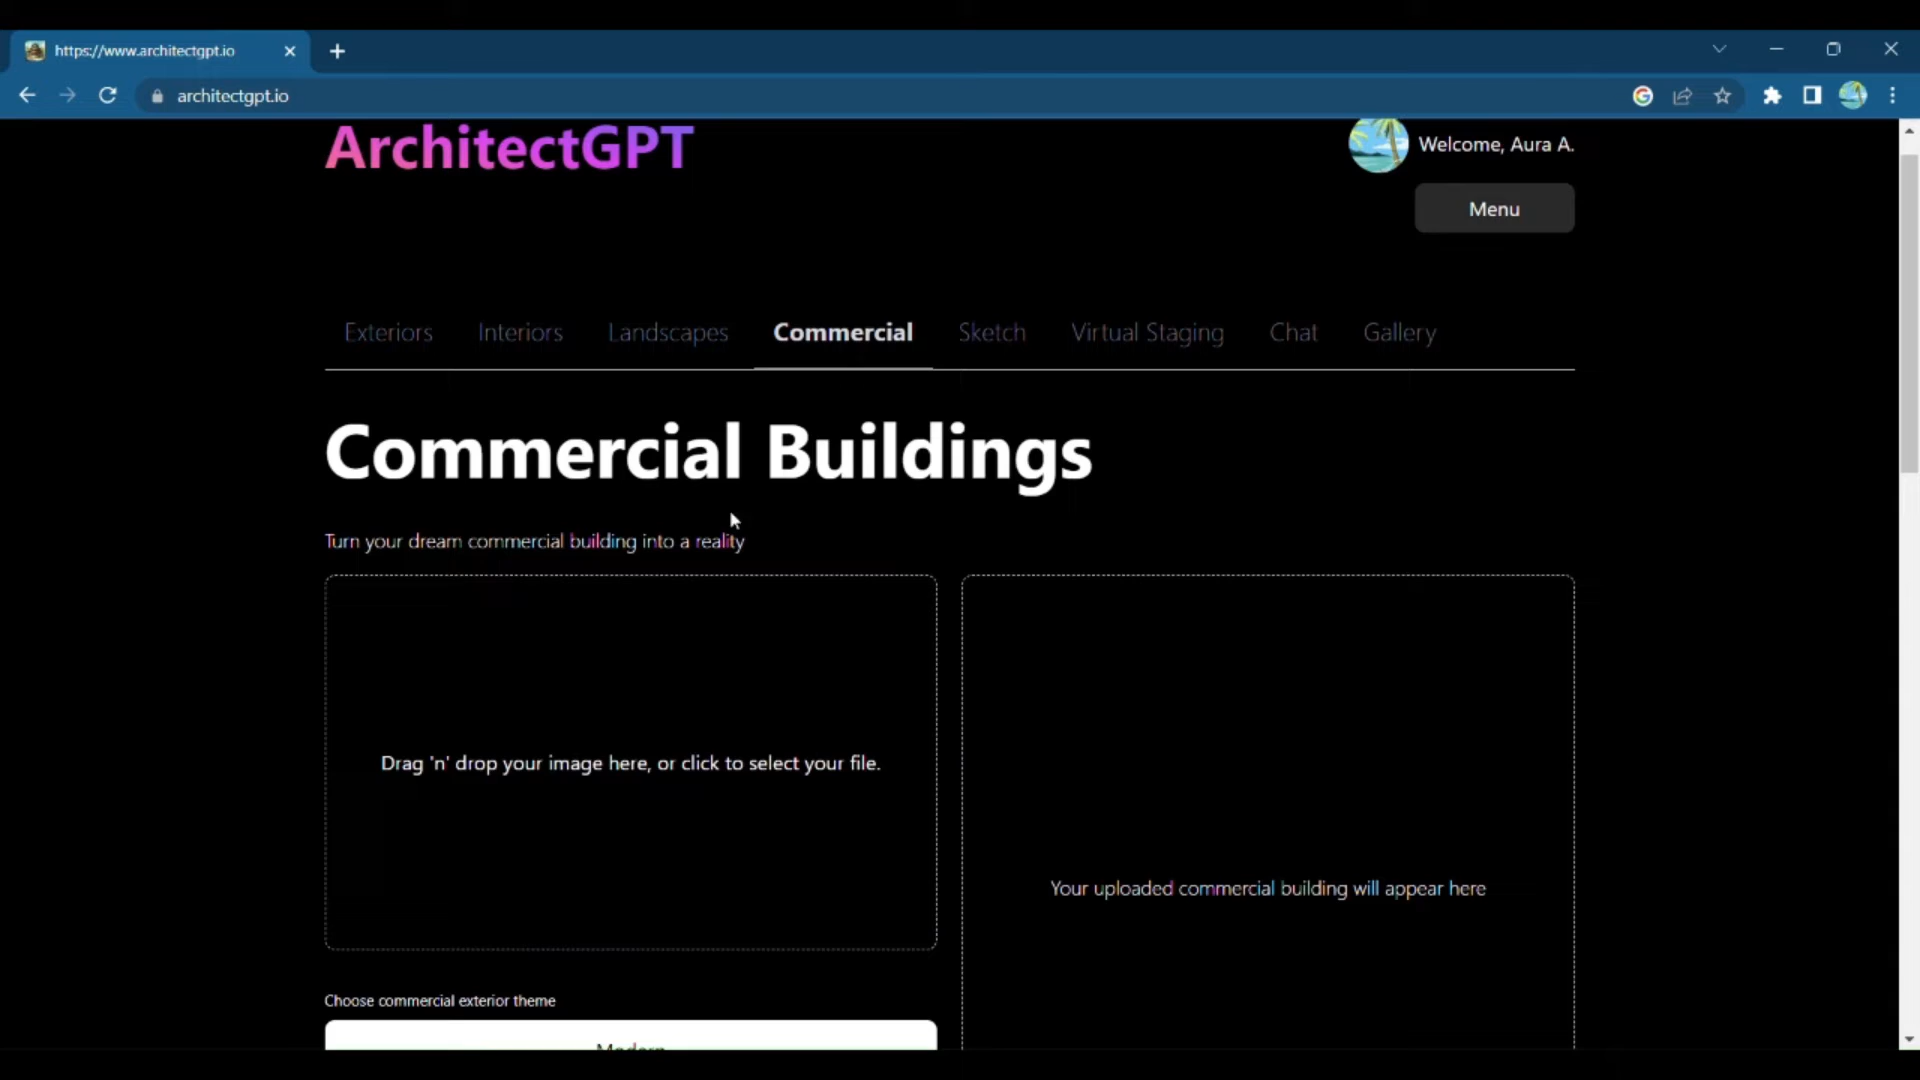 https://www.architectgpt.io
architectgpt.io
ArchitectGPT
Welcome, Aura A.
Menu
Exteriors Interiors Landscapes Commercial Sketch Virtual Staging Chat Gallery
Commercial Buildings
Turn your dream commercial building into a reality
Drag 'n' drop your image here, or click to select your file.
Your uploaded commercial building will appear here
Choose commercial exterior theme
Modern